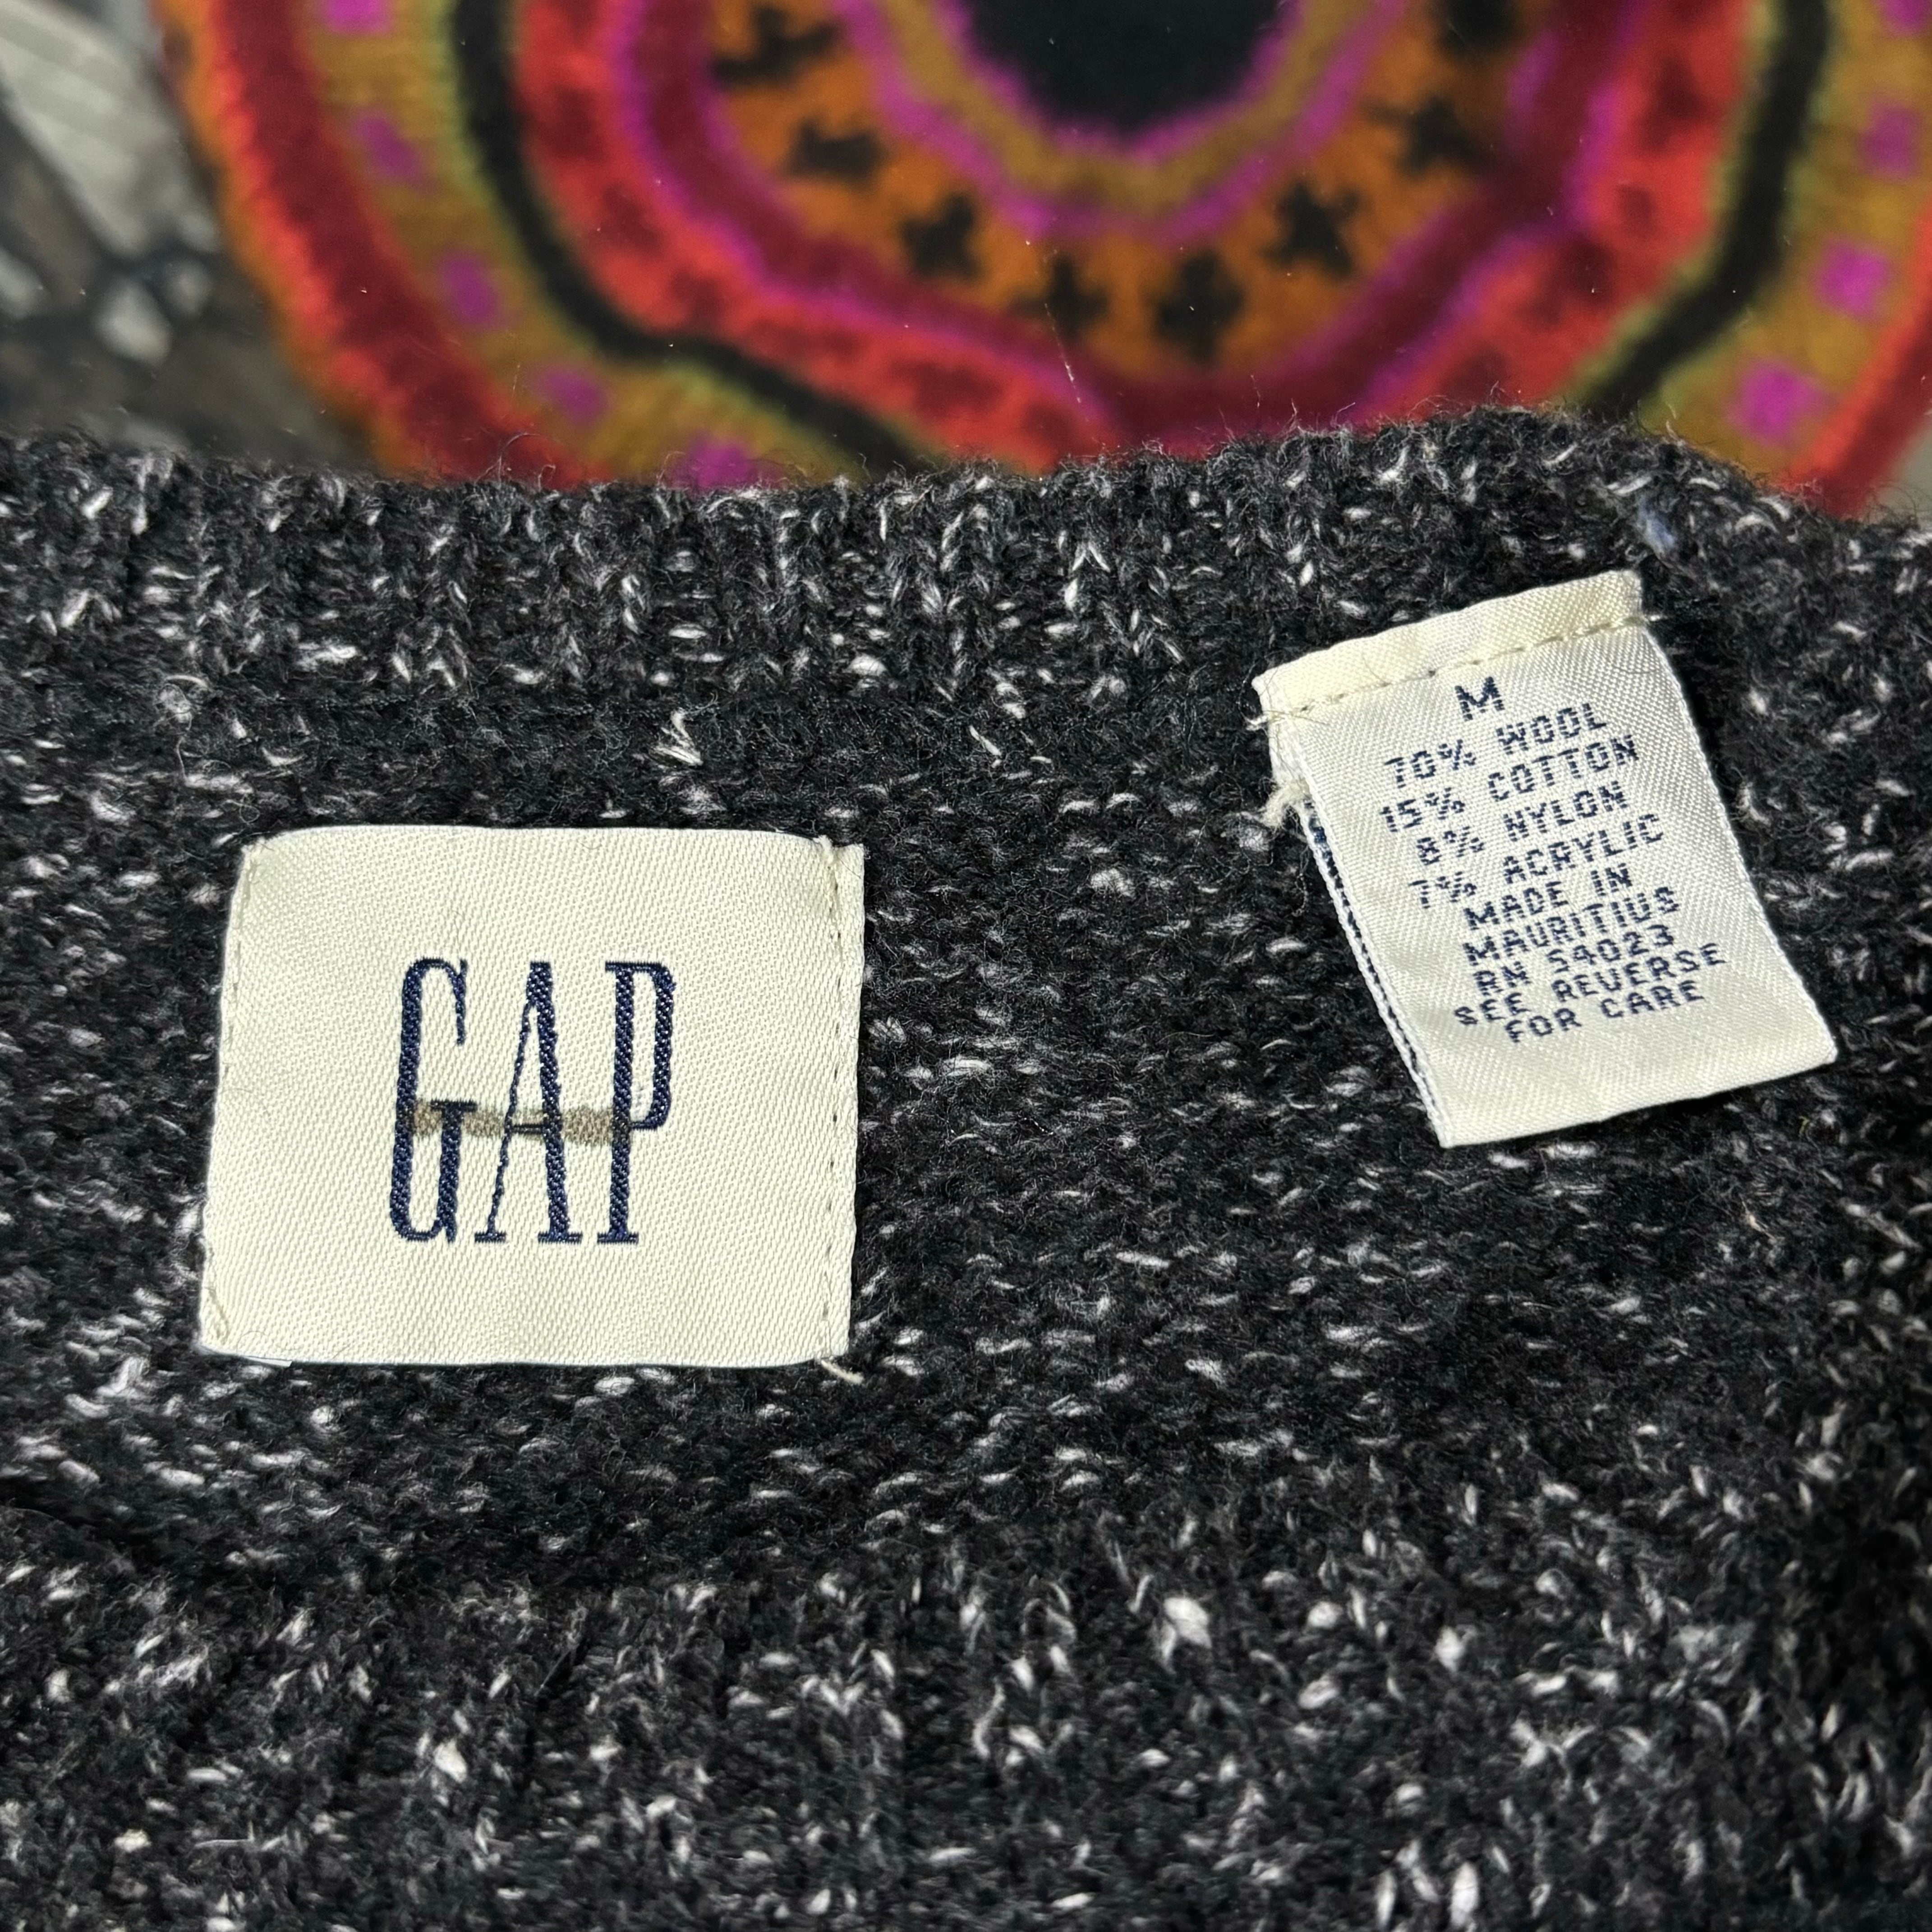 GAP
M
70% WOOL
15% COTTON
8% NYLON
7% ACRYLIC
MADE IN
MAURITIUS
RN 54023
SEE REVERSE
FOR CARE